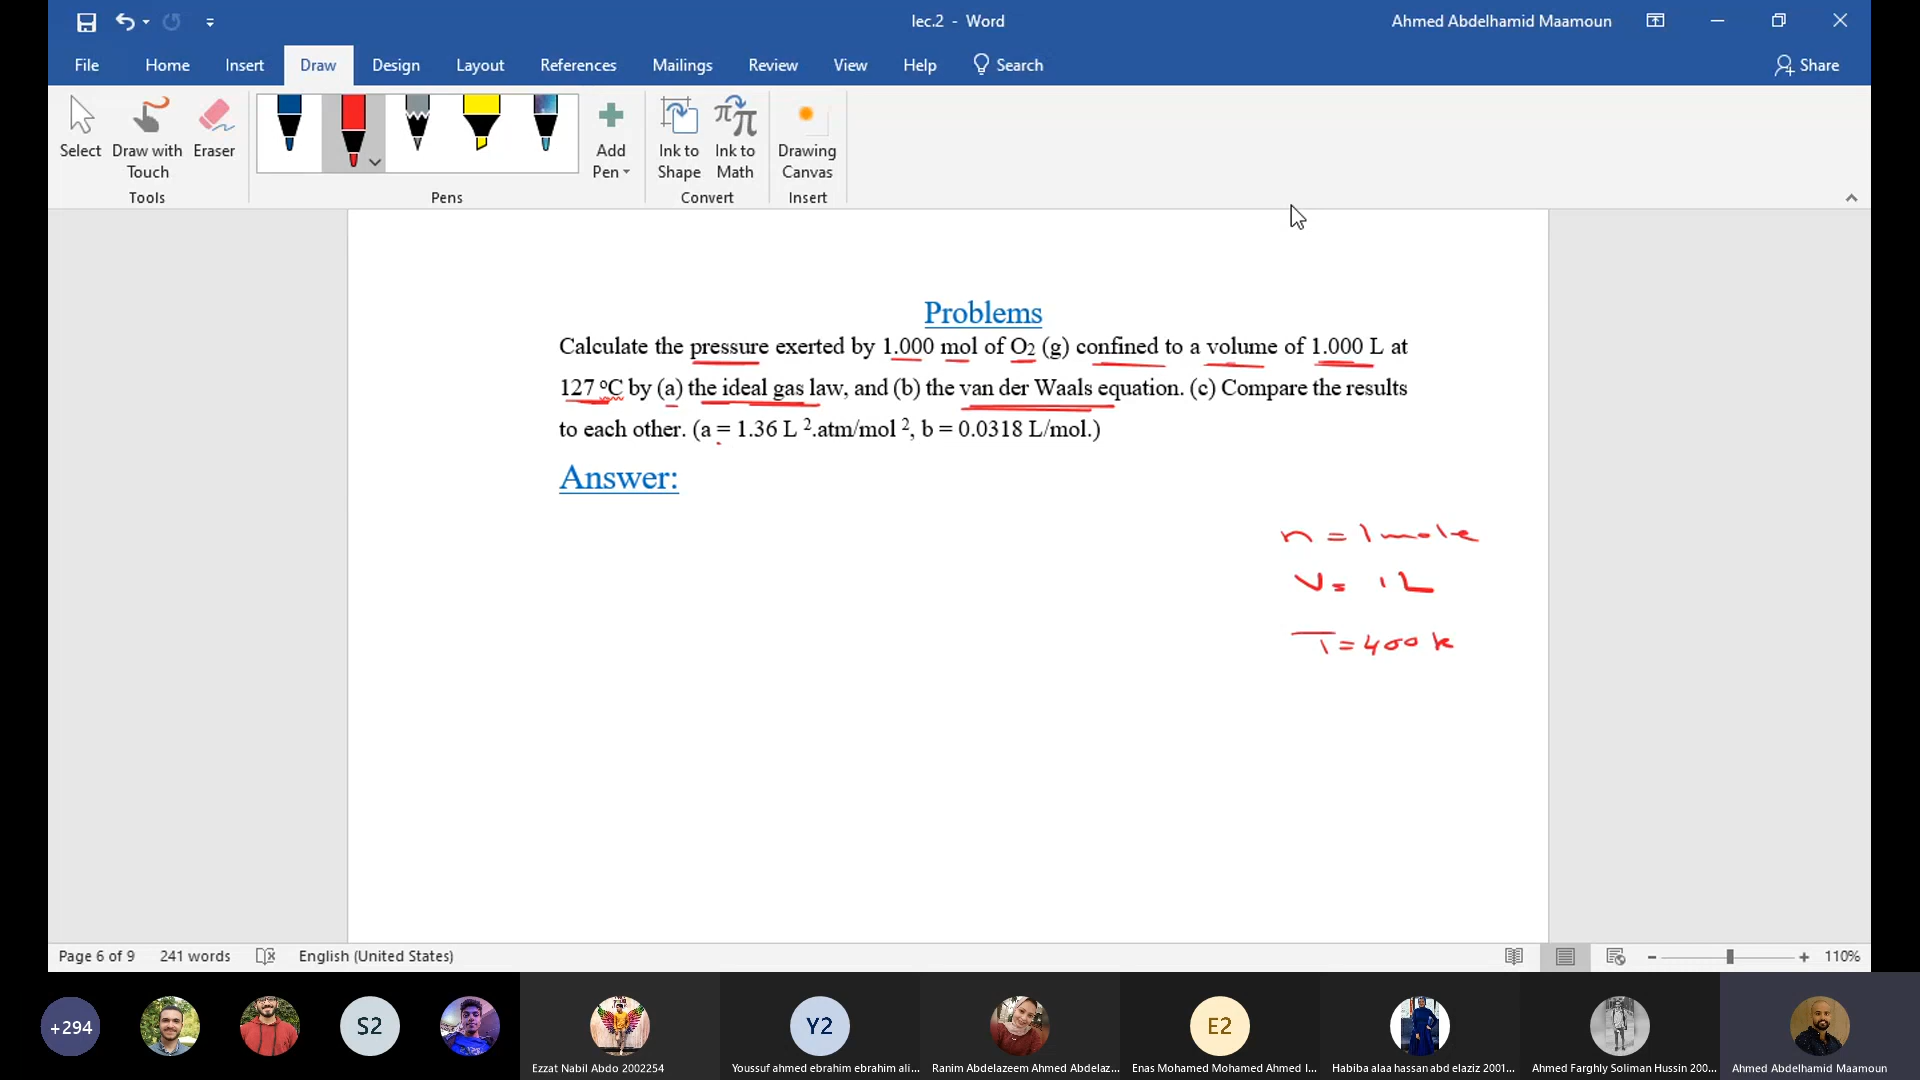 lec.2 - Word
Ahmed Abdelhamid Maamoun
File Home Insert Draw Design Layout References Mailings Review View Help Search Share
Select Draw with Touch Eraser Add Pen Ink to Shape Ink to Math Drawing Canvas
Tools Pens Convert Insert
Problems
Calculate the pressure exerted by 1.000 mol of O2 (g) confined to a volume of 1.000 L at
127 ºC by (a) the ideal gas law, and (b) the van der Waals equation. (c) Compare the results
to each other. (a = 1.36 L ².atm/mol ², b = 0.0318 L/mol.)
Answer:
n = 1 mole
V = 1 L
T = 400 k
Page 6 of 9 241 words English (United States) 110%
+294 S2 Y2 E2
Ezzat Nabil Abdo 2002254 Youssuf ahmed ebrahim ebrahim ali... Ranim Abdelazeem Ahmed Abdelaz... Enas Mohamed Mohamed Ahmed I... Habiba alaa hassan abd elaziz 2001... Ahmed Farghly Soliman Hussin 200... Ahmed Abdelhamid Maamoun